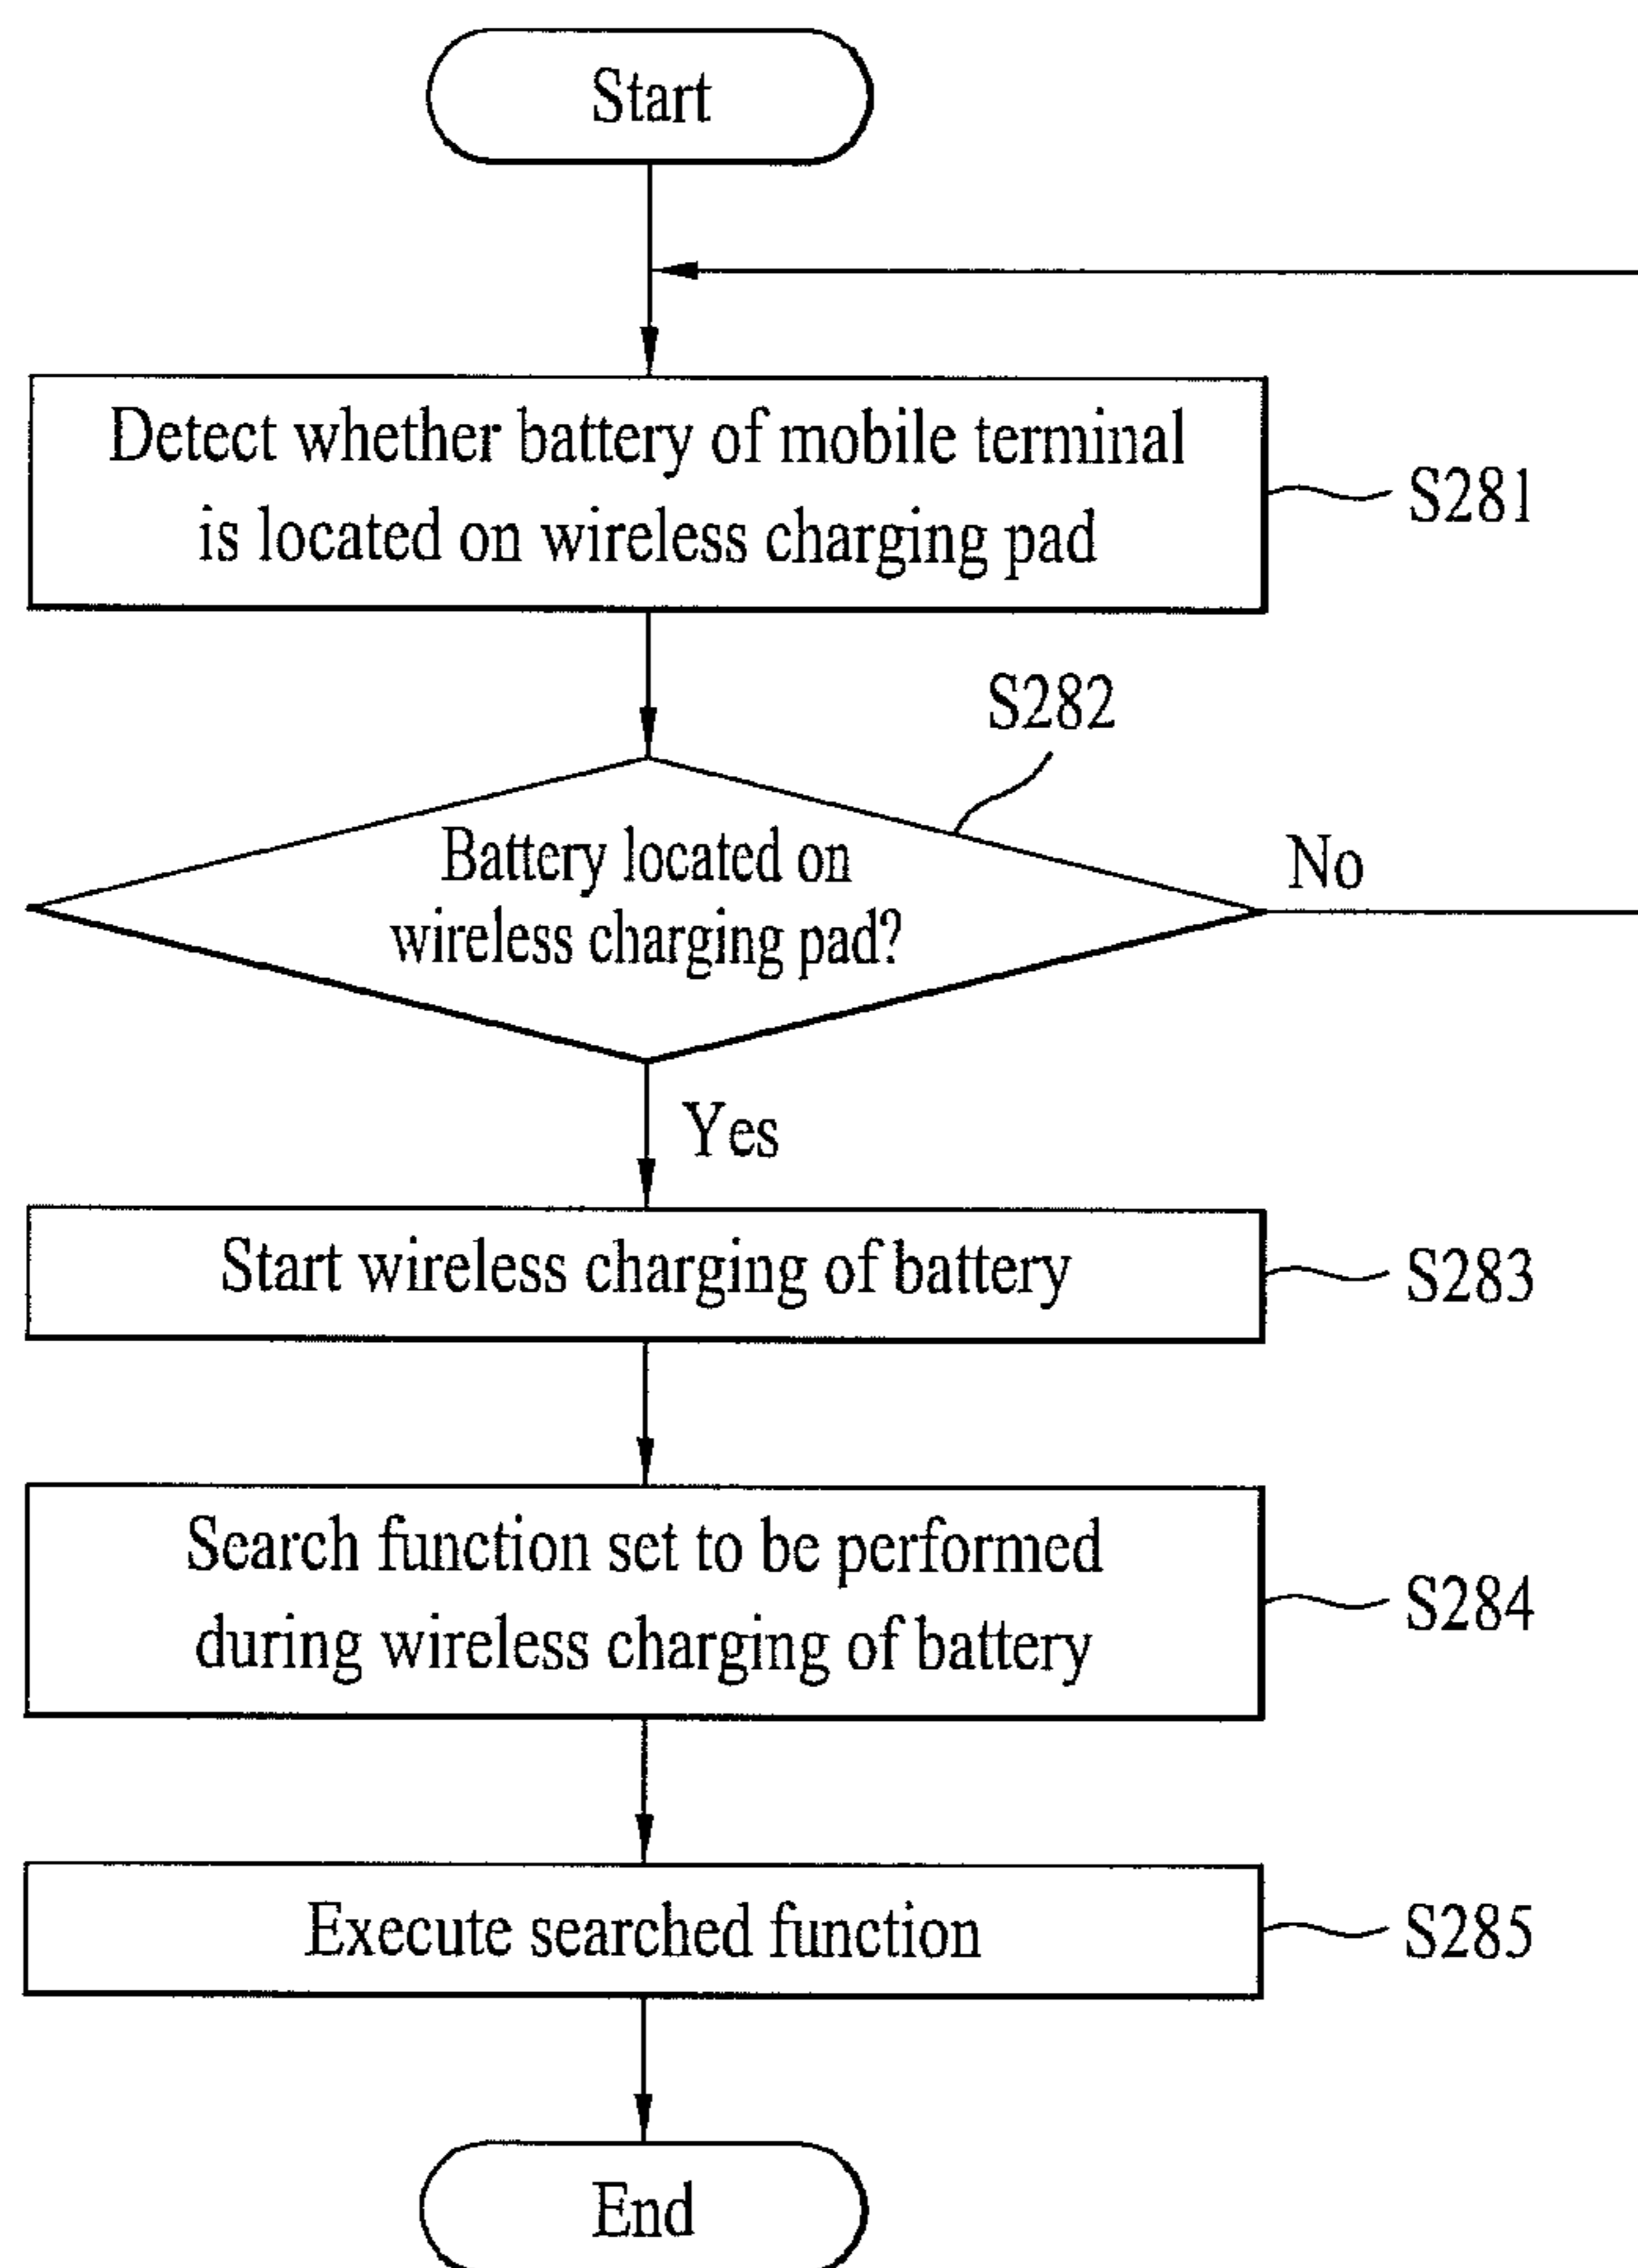 Start
Detect whether battery of mobile terminal
is located on wireless charging pad
S281
S282
Battery located on
wireless charging pad?
No
Yes
Start wireless charging of battery
S283
Search function set to be performed
during wireless charging of battery
S284
Execute searched function
S285
End